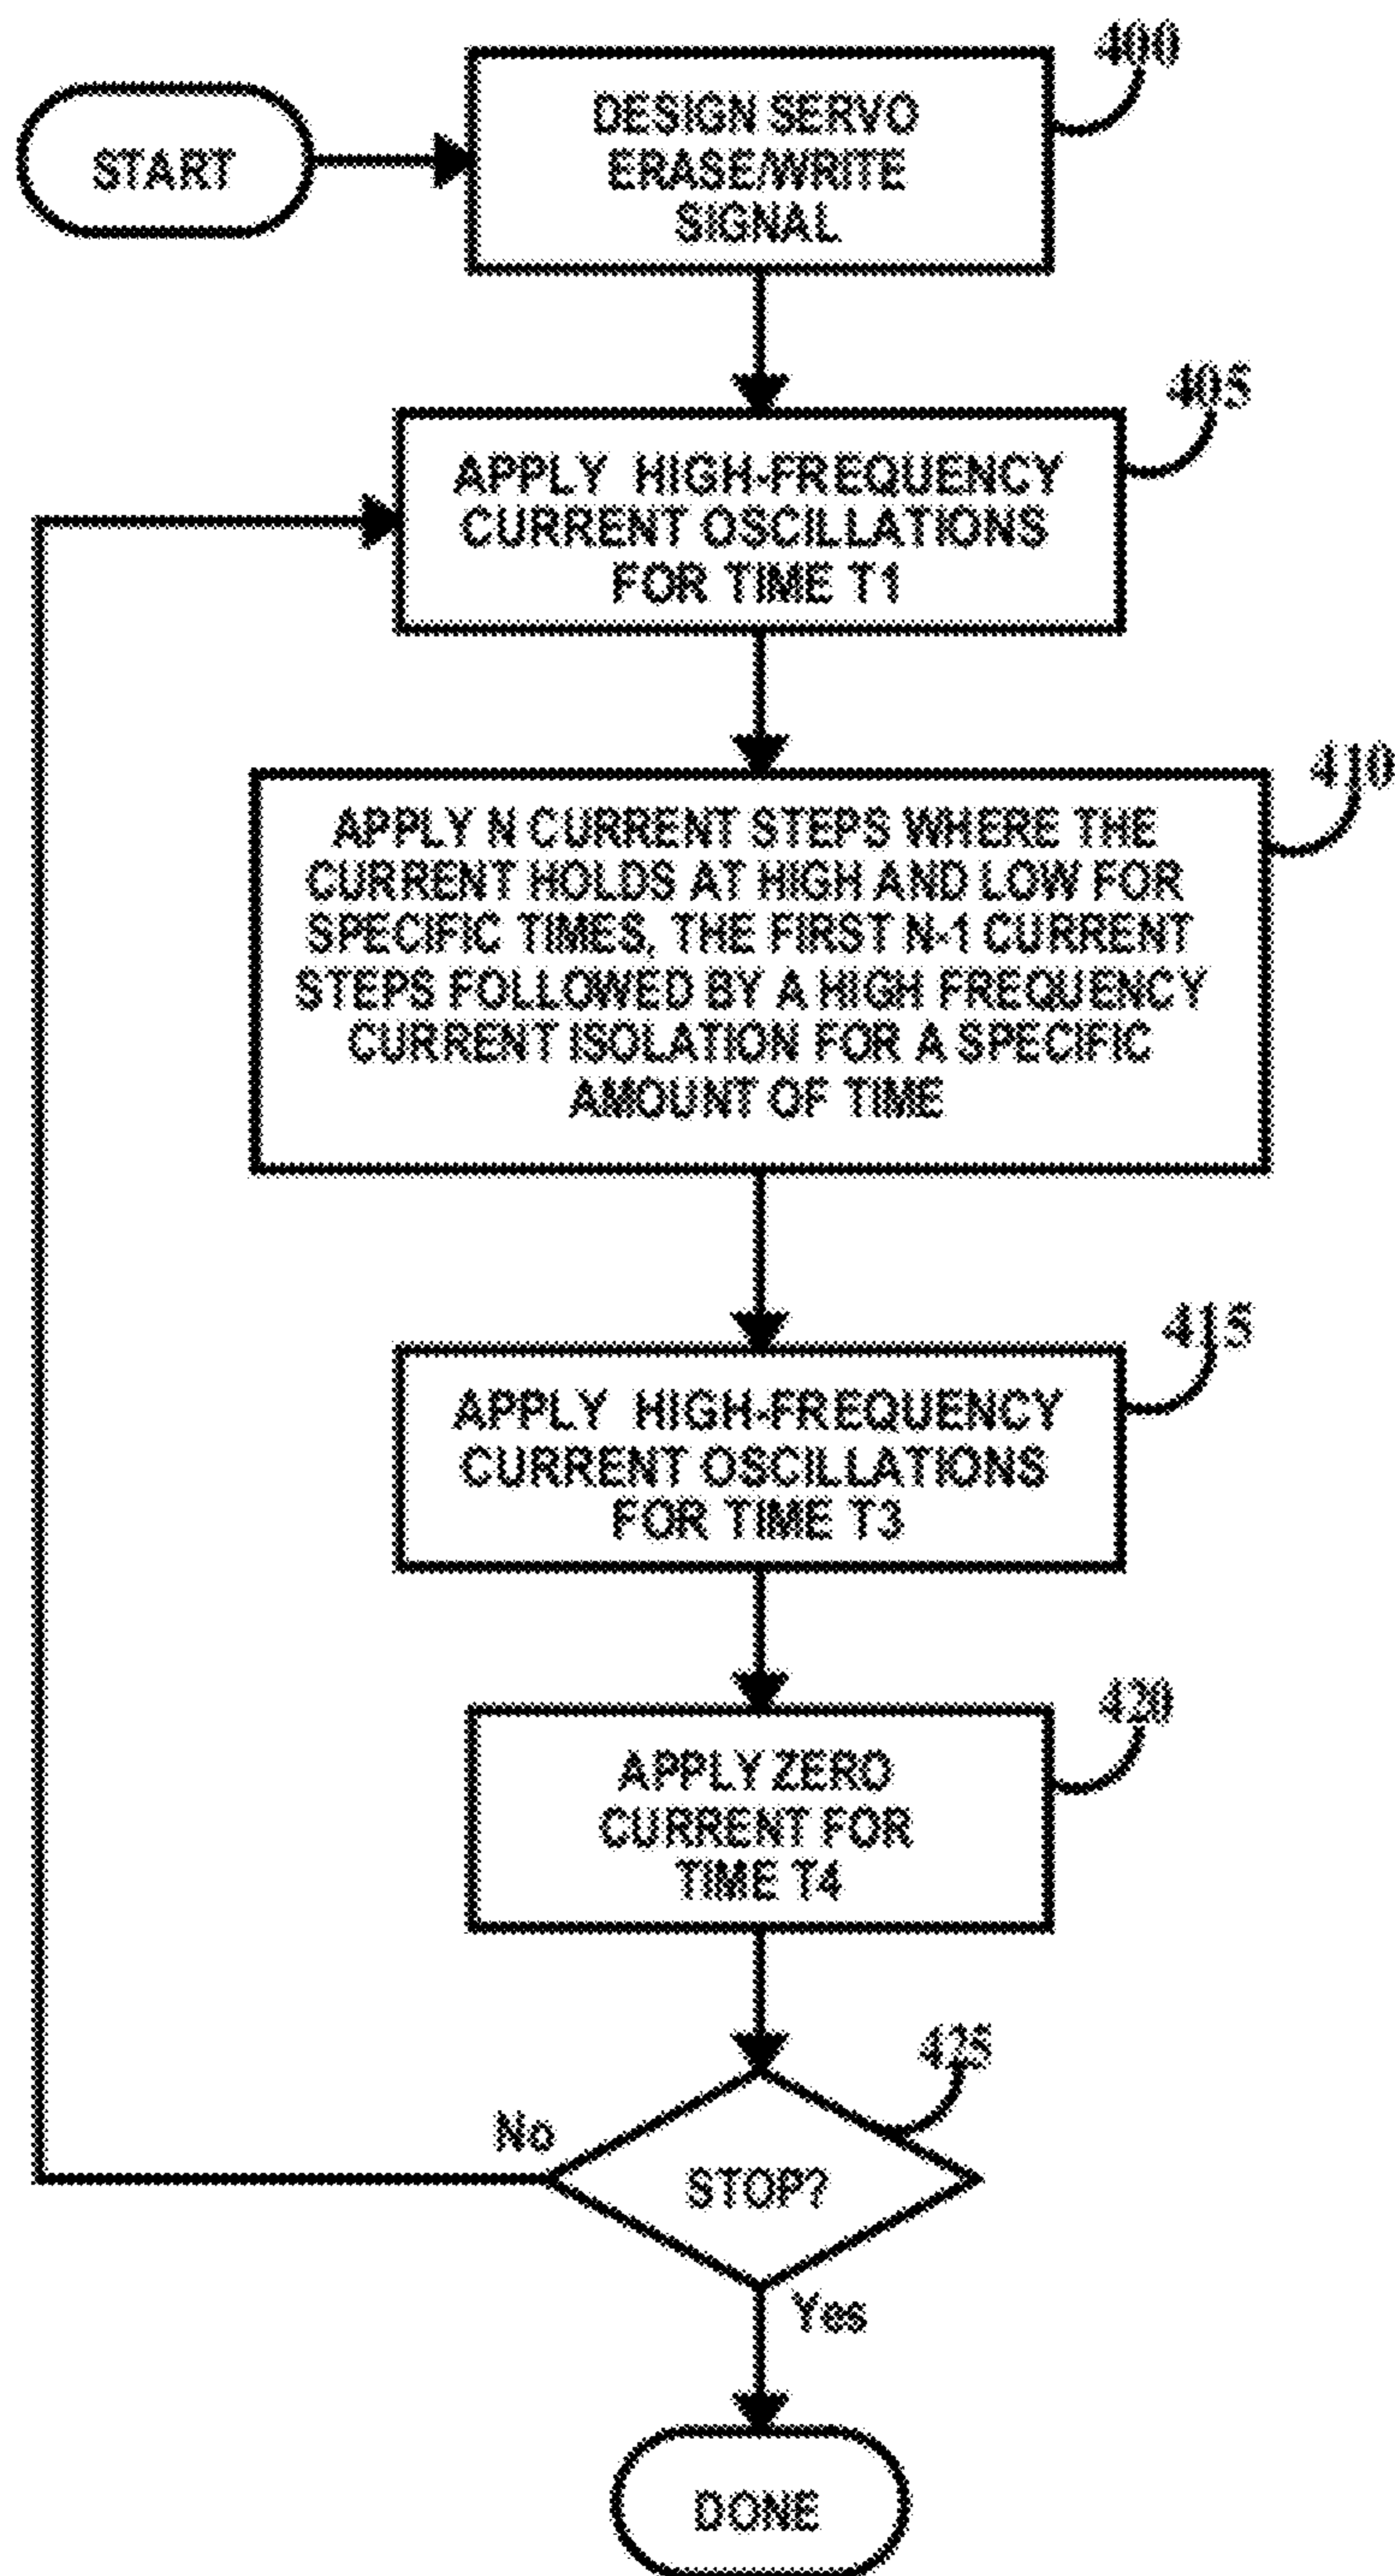 400
START
DESIGN SERVO
ERASE/WRITE
SIGNAL
405
APPLY HIGH-FREQUENCY
CURRENT OSCILLATIONS
FOR TIME T1
410
APPLY N CURRENT STEPS WHERE THE
CURRENT HOLDS AT HIGH AND LOW FOR
SPECIFIC TIMES, THE FIRST N-1 CURRENT
STEPS FOLLOWED BY A HIGH FREQUENCY
CURRENT ISOLATION FOR A SPECIFIC
AMOUNT OF TIME
415
APPLY HIGH-FREQUENCY
CURRENT OSCILLATIONS
FOR TIME T3
420
APPLY ZERO
CURRENT FOR
TIME T4
425
No
STOP?
Yes
DONE